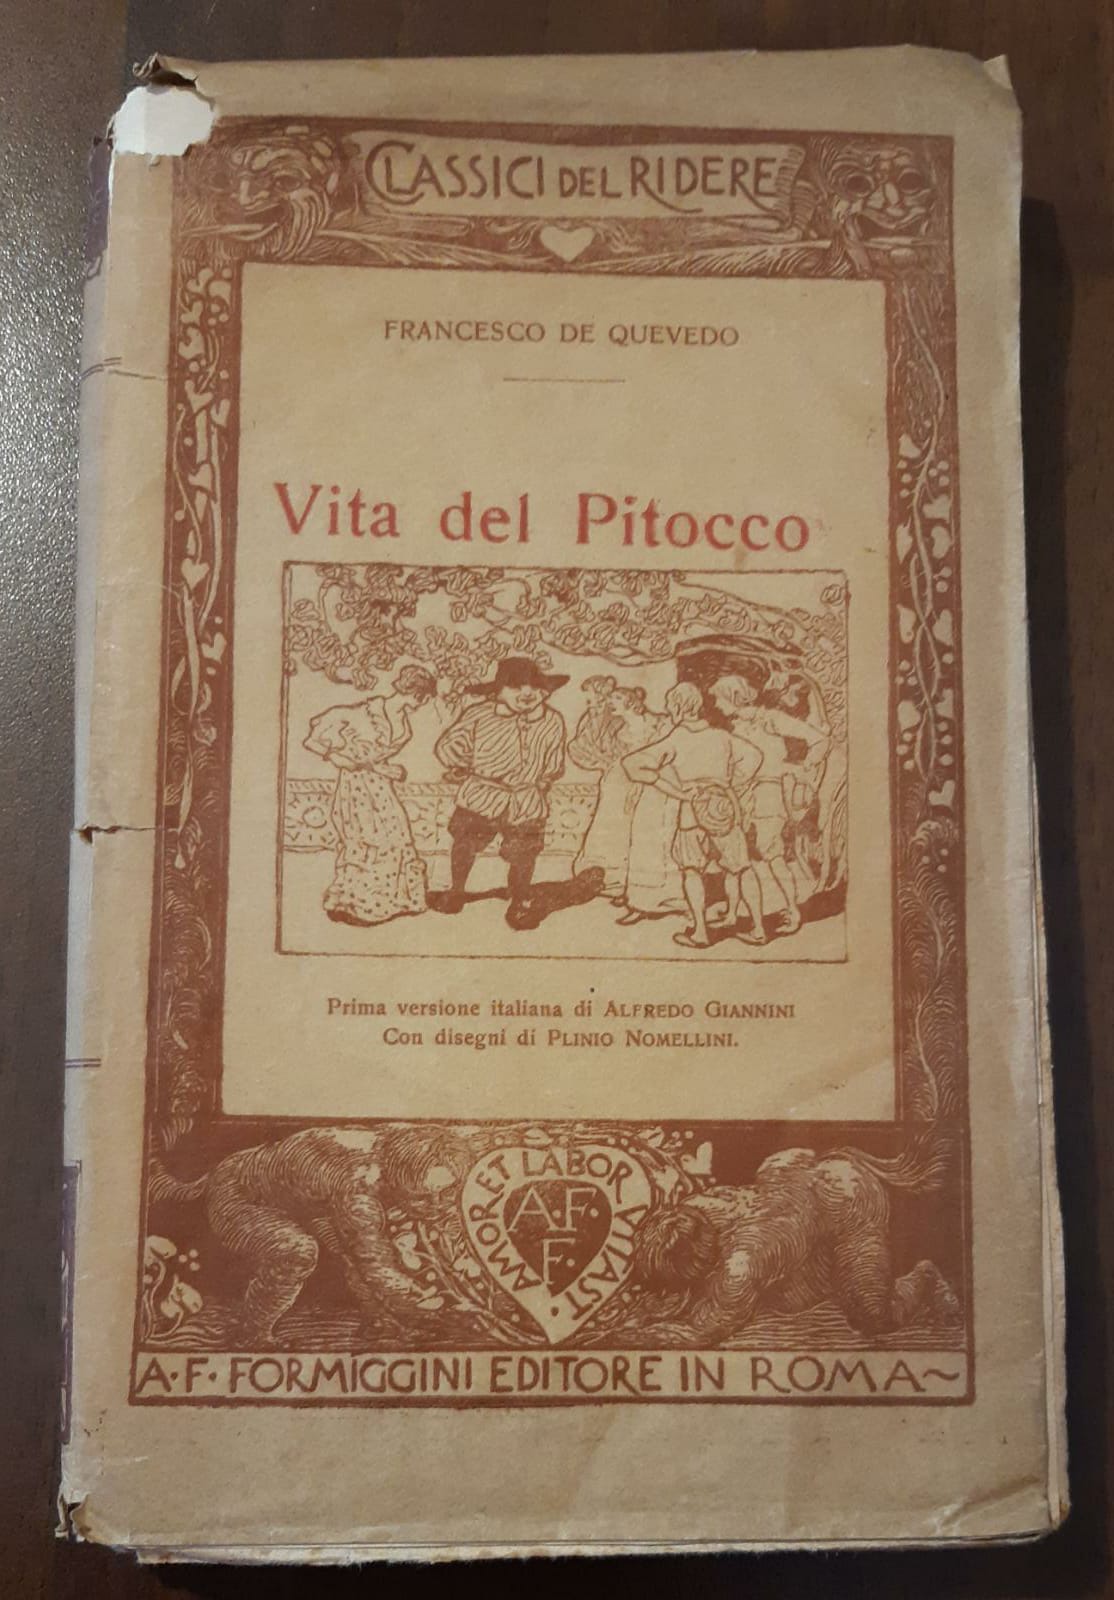 CLASSICI DEL RIDERE
FRANCESCO DE QUEVEDO
Vita del Pitocco
Prima versione italiana di ALFREDO GIANNINI
Con disegni di PLINIO NOMELLINI.
AMOR ET LABOR VITAST ·
A·F·
F·
A·F·FORMIGGINI EDITORE IN ROMA~